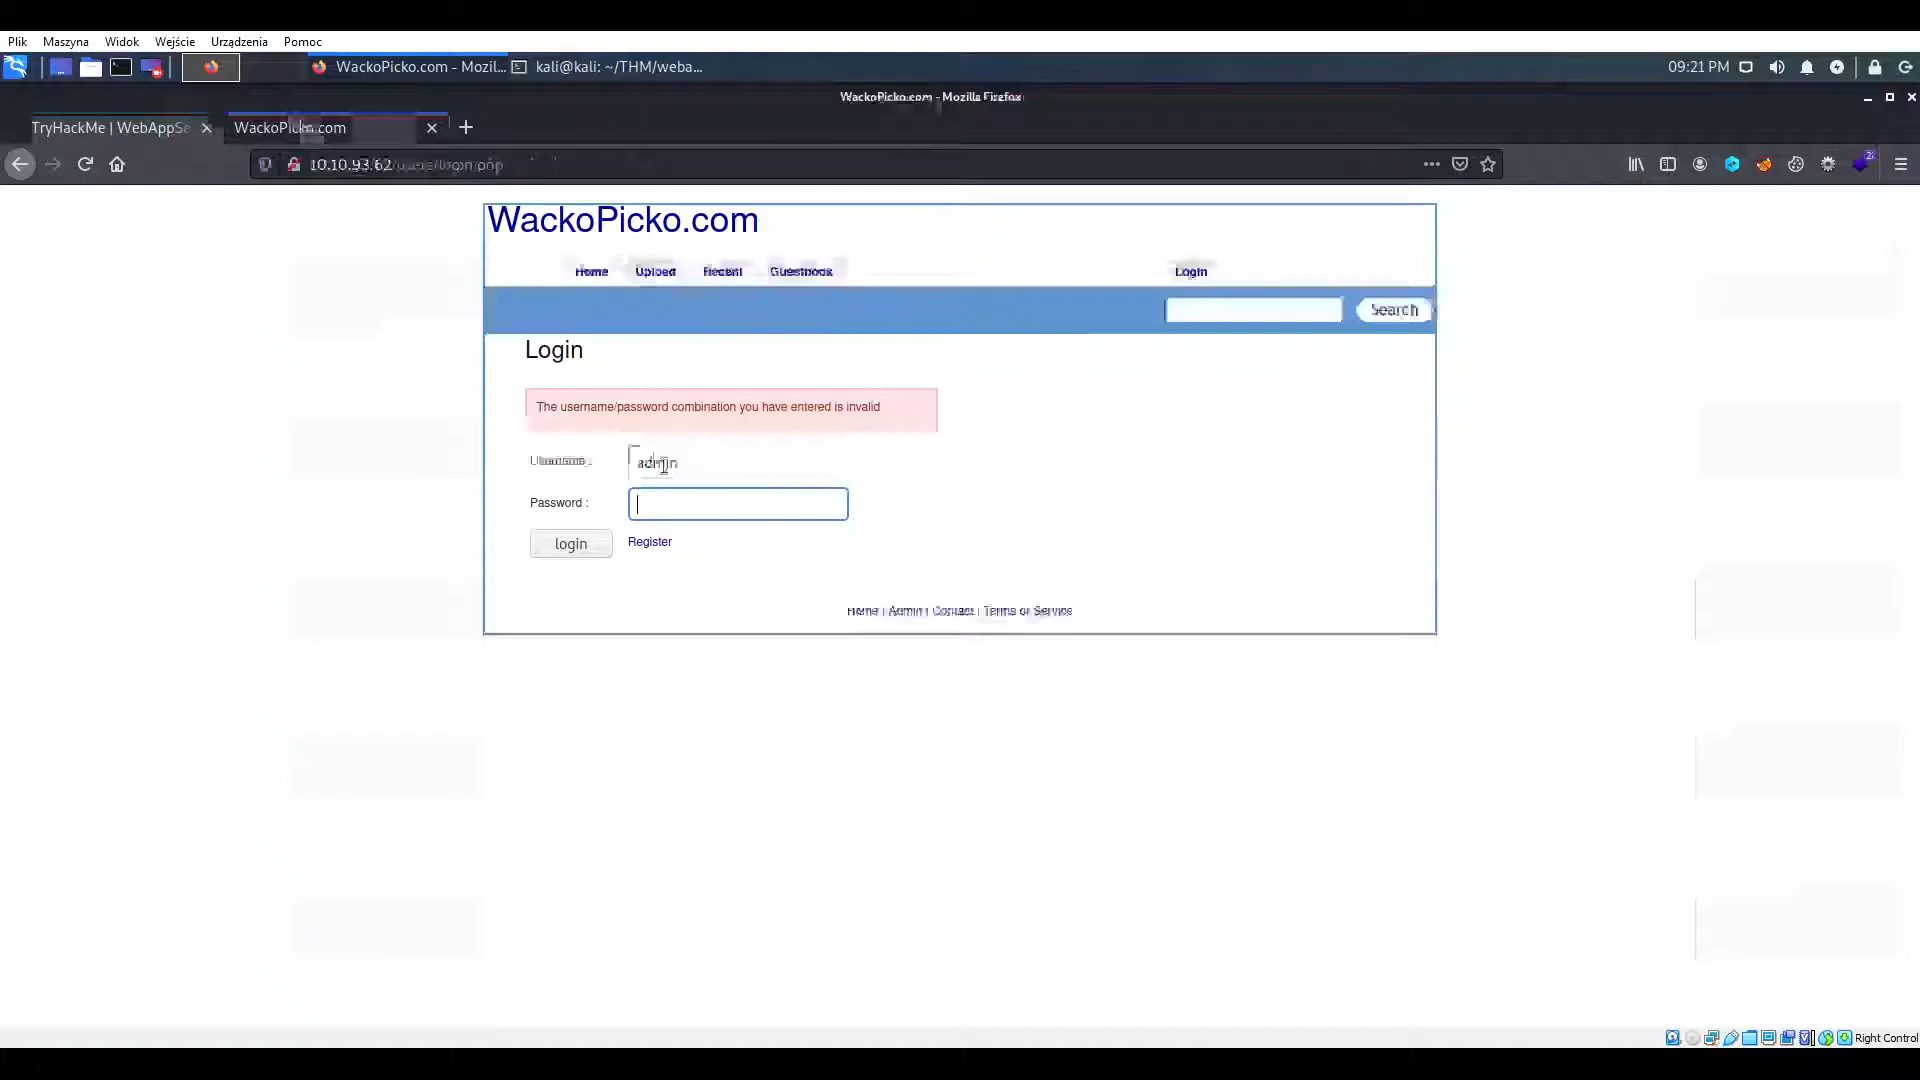 Plik Maszyna Widok Wejście Urządzenia Pomoc
WackoPicko.com - Mozil... kali@kali: ~/THM/weba... 09:21 PM
WackoPicko.com - Mozilla Firefox
TryHackMe | WebAppSe WackoPicko.com
10.10.93.62/users/login.php
WackoPicko.com
Home Upload Recent Guestbook Login
Search
Login
The username/password combination you have entered is invalid
Username : admin
Password :
login Register
Home | Admin | Contact | Terms of Service
Right Control